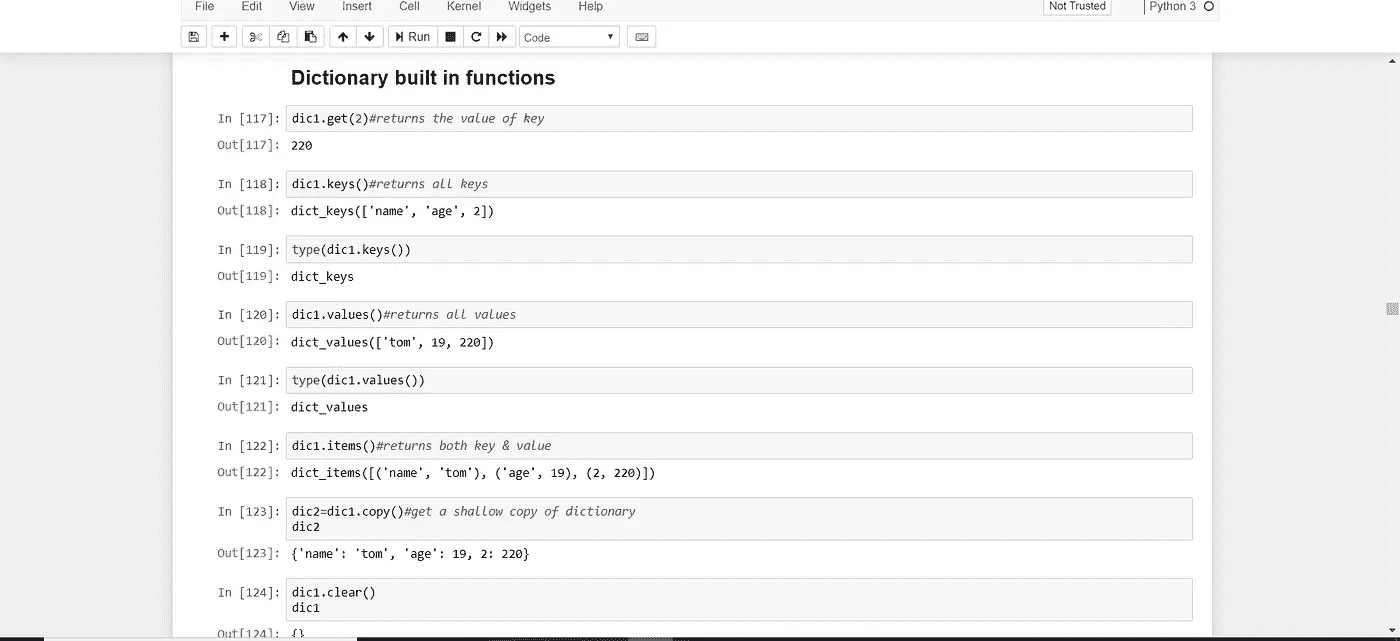 File Edit View Insert Cell Kernel Widgets Help Not Trusted Python 3
Run Code
Dictionary built in functions
In [117]: dic1.get(2)#returns the value of key
Out[117]: 220
In [118]: dic1.keys()#returns all keys
Out[118]: dict_keys(['name', 'age', 2])
In [119]: type(dic1.keys())
Out[119]: dict_keys
In [120]: dic1.values()#returns all values
Out[120]: dict_values(['tom', 19, 220])
In [121]: type(dic1.values())
Out[121]: dict_values
In [122]: dic1.items()#returns both key & value
Out[122]: dict_items([('name', 'tom'), ('age', 19), (2, 220)])
In [123]: dic2=dic1.copy()#get a shallow copy of dictionary
dic2
Out[123]: {'name': 'tom', 'age': 19, 2: 220}
In [124]: dic1.clear()
dic1
Out[124]: {}